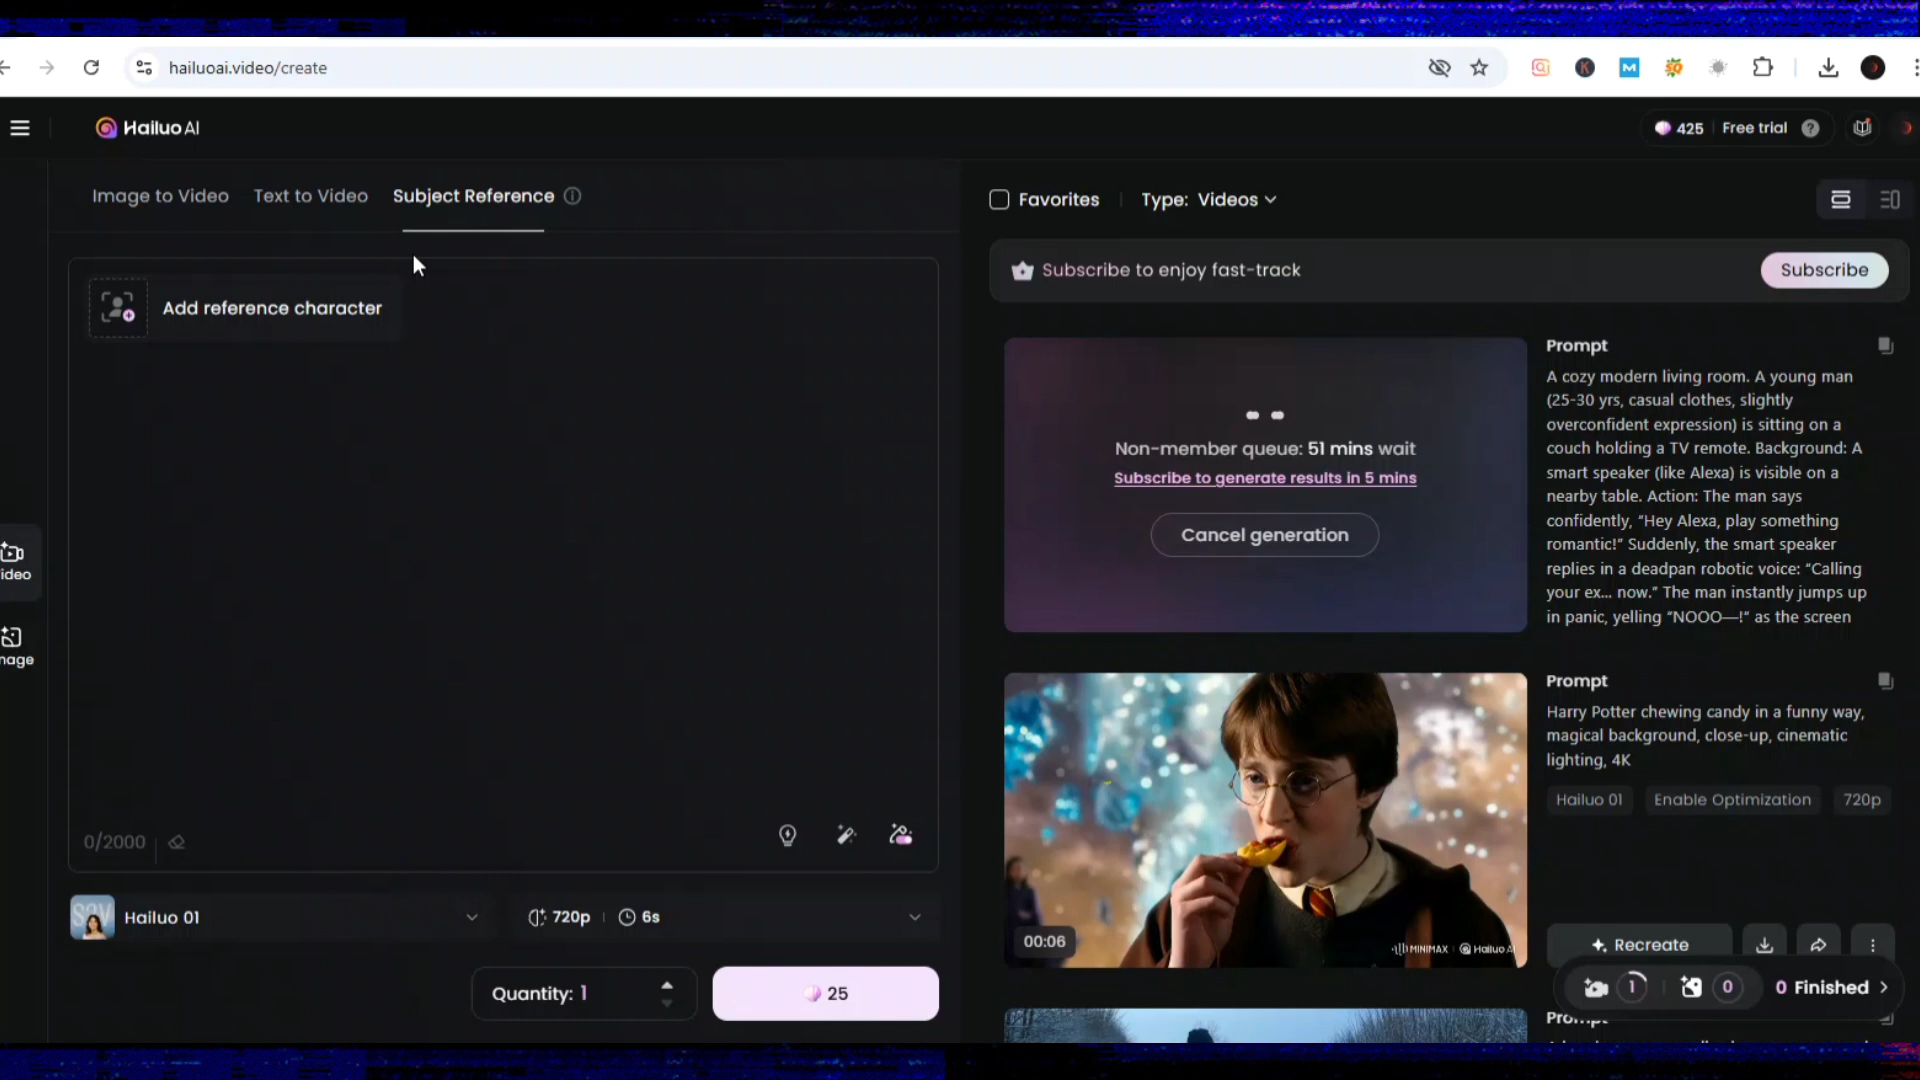 hailuoai.video/create
Hailuo AI
425
Free trial
Image to Video
Text to Video
Subject Reference
Add reference character
0/2000
Hailuo 01
720p
6s
Quantity: 1
25
ideo
mage
Favorites
Type: Videos
Subscribe to enjoy fast-track
Subscribe
Non-member queue: 51 mins wait
Subscribe to generate results in 5 mins
Cancel generation
Prompt
A cozy modern living room. A young man
(25-30 yrs, casual clothes, slightly
overconfident expression) is sitting on a
couch holding a TV remote. Background: A
smart speaker (like Alexa) is visible on a
nearby table. Action: The man says
confidently, “Hey Alexa, play something
romantic!” Suddenly, the smart speaker
replies in a deadpan robotic voice: “Calling
your ex... now.” The man instantly jumps up
in panic, yelling “NOOO—!” as the screen
00:06
MINIMAX
Hailuo AI
Prompt
Harry Potter chewing candy in a funny way,
magical background, close-up, cinematic
lighting, 4K
Hailuo 01
Enable Optimization
720p
Recreate
1
0
0 Finished
Prompt